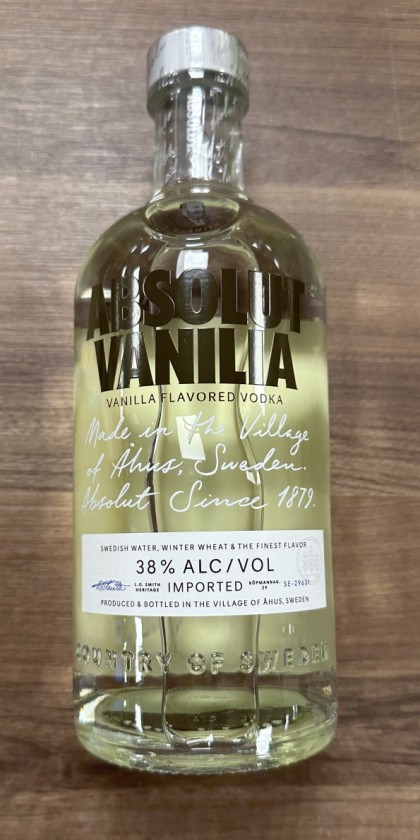 ABSOLUT
VANILIA
VANILLA FLAVORED VODKA
Made in the Village
of Åhus, Sweden.
Absolut Since 1879.
SWEDISH WATER, WINTER WHEAT & THE FINEST FLAVOR
38% ALC/VOL
L.O. SMITH
HERITAGE
IMPORTED
KÖPMANNAG.
29
SE-29631
PRODUCED & BOTTLED IN THE VILLAGE OF ÅHUS, SWEDEN
COUNTRY OF SWEDEN